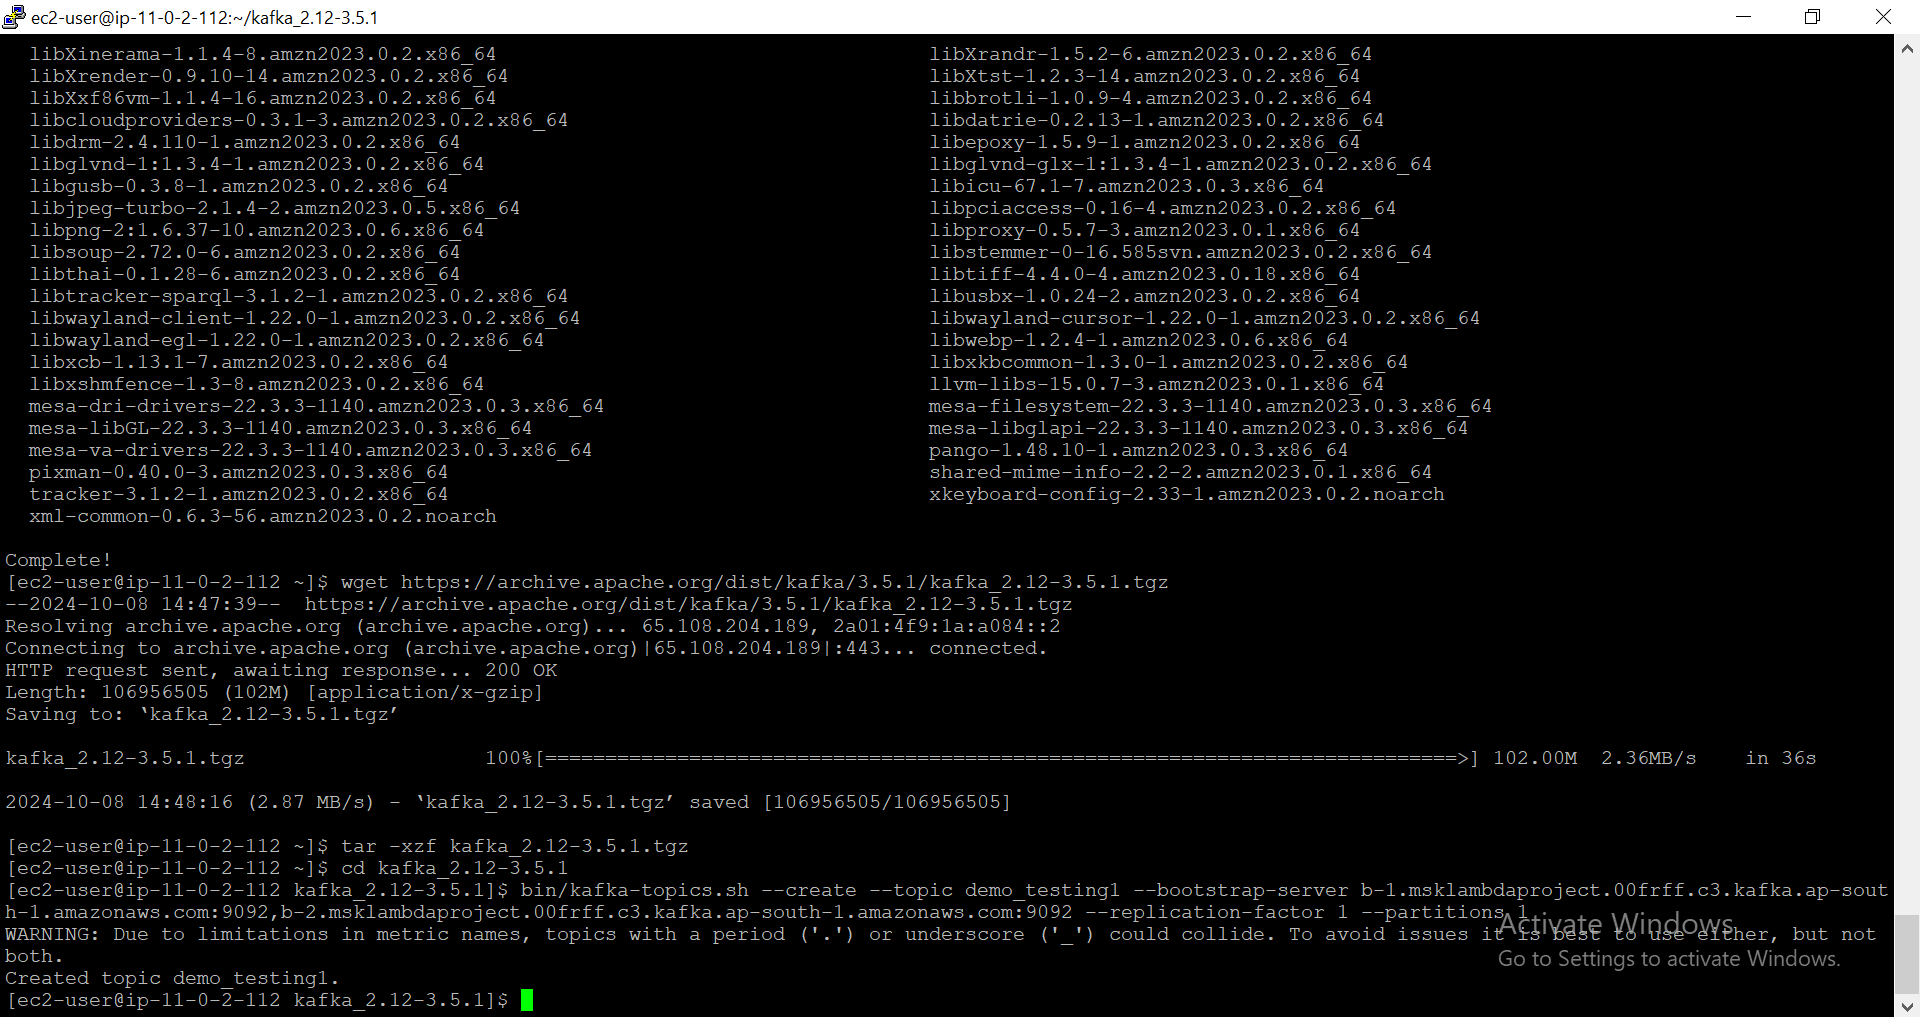 ec2-user@ip-11-0-2-112:~/kafka_2.12-3.5.1
libXinerama-1.1.4-8.amzn2023.0.2.x86_64 libXrandr-1.5.2-6.amzn2023.0.2.x86_64
libXrender-0.9.10-14.amzn2023.0.2.x86_64 libXtst-1.2.3-14.amzn2023.0.2.x86_64
libXxf86vm-1.1.4-16.amzn2023.0.2.x86_64 libbrotli-1.0.9-4.amzn2023.0.2.x86_64
libcloudproviders-0.3.1-3.amzn2023.0.2.x86_64 libdatrie-0.2.13-1.amzn2023.0.2.x86_64
libdrm-2.4.110-1.amzn2023.0.2.x86_64 libepoxy-1.5.9-1.amzn2023.0.2.x86_64
libglvnd-1:1.3.4-1.amzn2023.0.2.x86_64 libglvnd-glx-1:1.3.4-1.amzn2023.0.2.x86_64
libgusb-0.3.8-1.amzn2023.0.2.x86_64 libicu-67.1-7.amzn2023.0.3.x86_64
libjpeg-turbo-2.1.4-2.amzn2023.0.5.x86_64 libpciaccess-0.16-4.amzn2023.0.2.x86_64
libpng-2:1.6.37-10.amzn2023.0.6.x86_64 libproxy-0.5.7-3.amzn2023.0.1.x86_64
libsoup-2.72.0-6.amzn2023.0.2.x86_64 libstemmer-0-16.585svn.amzn2023.0.2.x86_64
libthai-0.1.28-6.amzn2023.0.2.x86_64 libtiff-4.4.0-4.amzn2023.0.18.x86_64
libtracker-sparql-3.1.2-1.amzn2023.0.2.x86_64 libusbx-1.0.24-2.amzn2023.0.2.x86_64
libwayland-client-1.22.0-1.amzn2023.0.2.x86_64 libwayland-cursor-1.22.0-1.amzn2023.0.2.x86_64
libwayland-egl-1.22.0-1.amzn2023.0.2.x86_64 libwebp-1.2.4-1.amzn2023.0.6.x86_64
libxcb-1.13.1-7.amzn2023.0.2.x86_64 libxkbcommon-1.3.0-1.amzn2023.0.2.x86_64
libxshmfence-1.3-8.amzn2023.0.2.x86_64 llvm-libs-15.0.7-3.amzn2023.0.1.x86_64
mesa-dri-drivers-22.3.3-1140.amzn2023.0.3.x86_64 mesa-filesystem-22.3.3-1140.amzn2023.0.3.x86_64
mesa-libGL-22.3.3-1140.amzn2023.0.3.x86_64 mesa-libglapi-22.3.3-1140.amzn2023.0.3.x86_64
mesa-va-drivers-22.3.3-1140.amzn2023.0.3.x86_64 pango-1.48.10-1.amzn2023.0.3.x86_64
pixman-0.40.0-3.amzn2023.0.3.x86_64 shared-mime-info-2.2-2.amzn2023.0.1.x86_64
tracker-3.1.2-1.amzn2023.0.2.x86_64 xkeyboard-config-2.33-1.amzn2023.0.2.noarch
xml-common-0.6.3-56.amzn2023.0.2.noarch
Complete!
[ec2-user@ip-11-0-2-112 ~]$ wget https://archive.apache.org/dist/kafka/3.5.1/kafka_2.12-3.5.1.tgz
--2024-10-08 14:47:39-- https://archive.apache.org/dist/kafka/3.5.1/kafka_2.12-3.5.1.tgz
Resolving archive.apache.org (archive.apache.org)... 65.108.204.189, 2a01:4f9:1a:a084::2
Connecting to archive.apache.org (archive.apache.org)|65.108.204.189|:443... connected.
HTTP request sent, awaiting response... 200 OK
Length: 106956505 (102M) [application/x-gzip]
Saving to: ‘kafka_2.12-3.5.1.tgz’
kafka_2.12-3.5.1.tgz 100%[============================================================================>] 102.00M 2.36MB/s in 36s
2024-10-08 14:48:16 (2.87 MB/s) - ‘kafka_2.12-3.5.1.tgz’ saved [106956505/106956505]
[ec2-user@ip-11-0-2-112 ~]$ tar -xzf kafka_2.12-3.5.1.tgz
[ec2-user@ip-11-0-2-112 ~]$ cd kafka_2.12-3.5.1
[ec2-user@ip-11-0-2-112 kafka_2.12-3.5.1]$ bin/kafka-topics.sh --create --topic demo_testing1 --bootstrap-server b-1.msklambdaproject.00frff.c3.kafka.ap-sout
h-1.amazonaws.com:9092,b-2.msklambdaproject.00frff.c3.kafka.ap-south-1.amazonaws.com:9092 --replication-factor 1 --partitions 1
WARNING: Due to limitations in metric names, topics with a period ('.') or underscore ('_') could collide. To avoid issues it is best to use either, but not
both.
Created topic demo_testing1.
[ec2-user@ip-11-0-2-112 kafka_2.12-3.5.1]$
Activate Windows
Go to Settings to activate Windows.